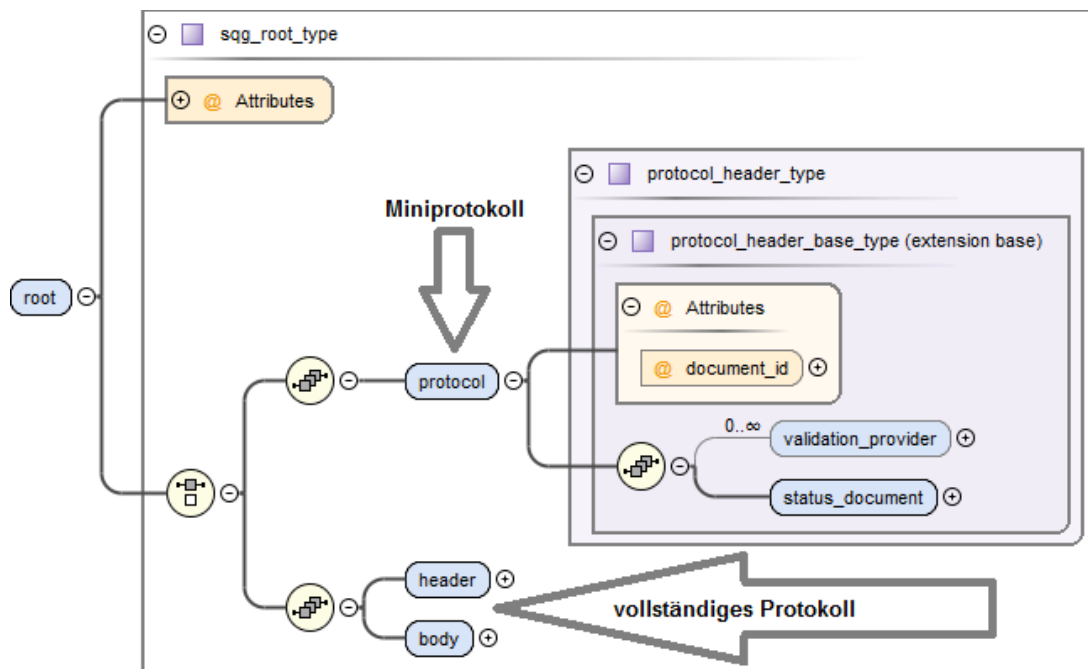 sqg_root_type
@ Attributes
protocol_header_type
Miniprotokoll
protocol_header_base_type (extension base)
root
@ Attributes
protocol
@ document_id
0..∞
validation_provider
status_document
header
vollständiges Protokoll
body